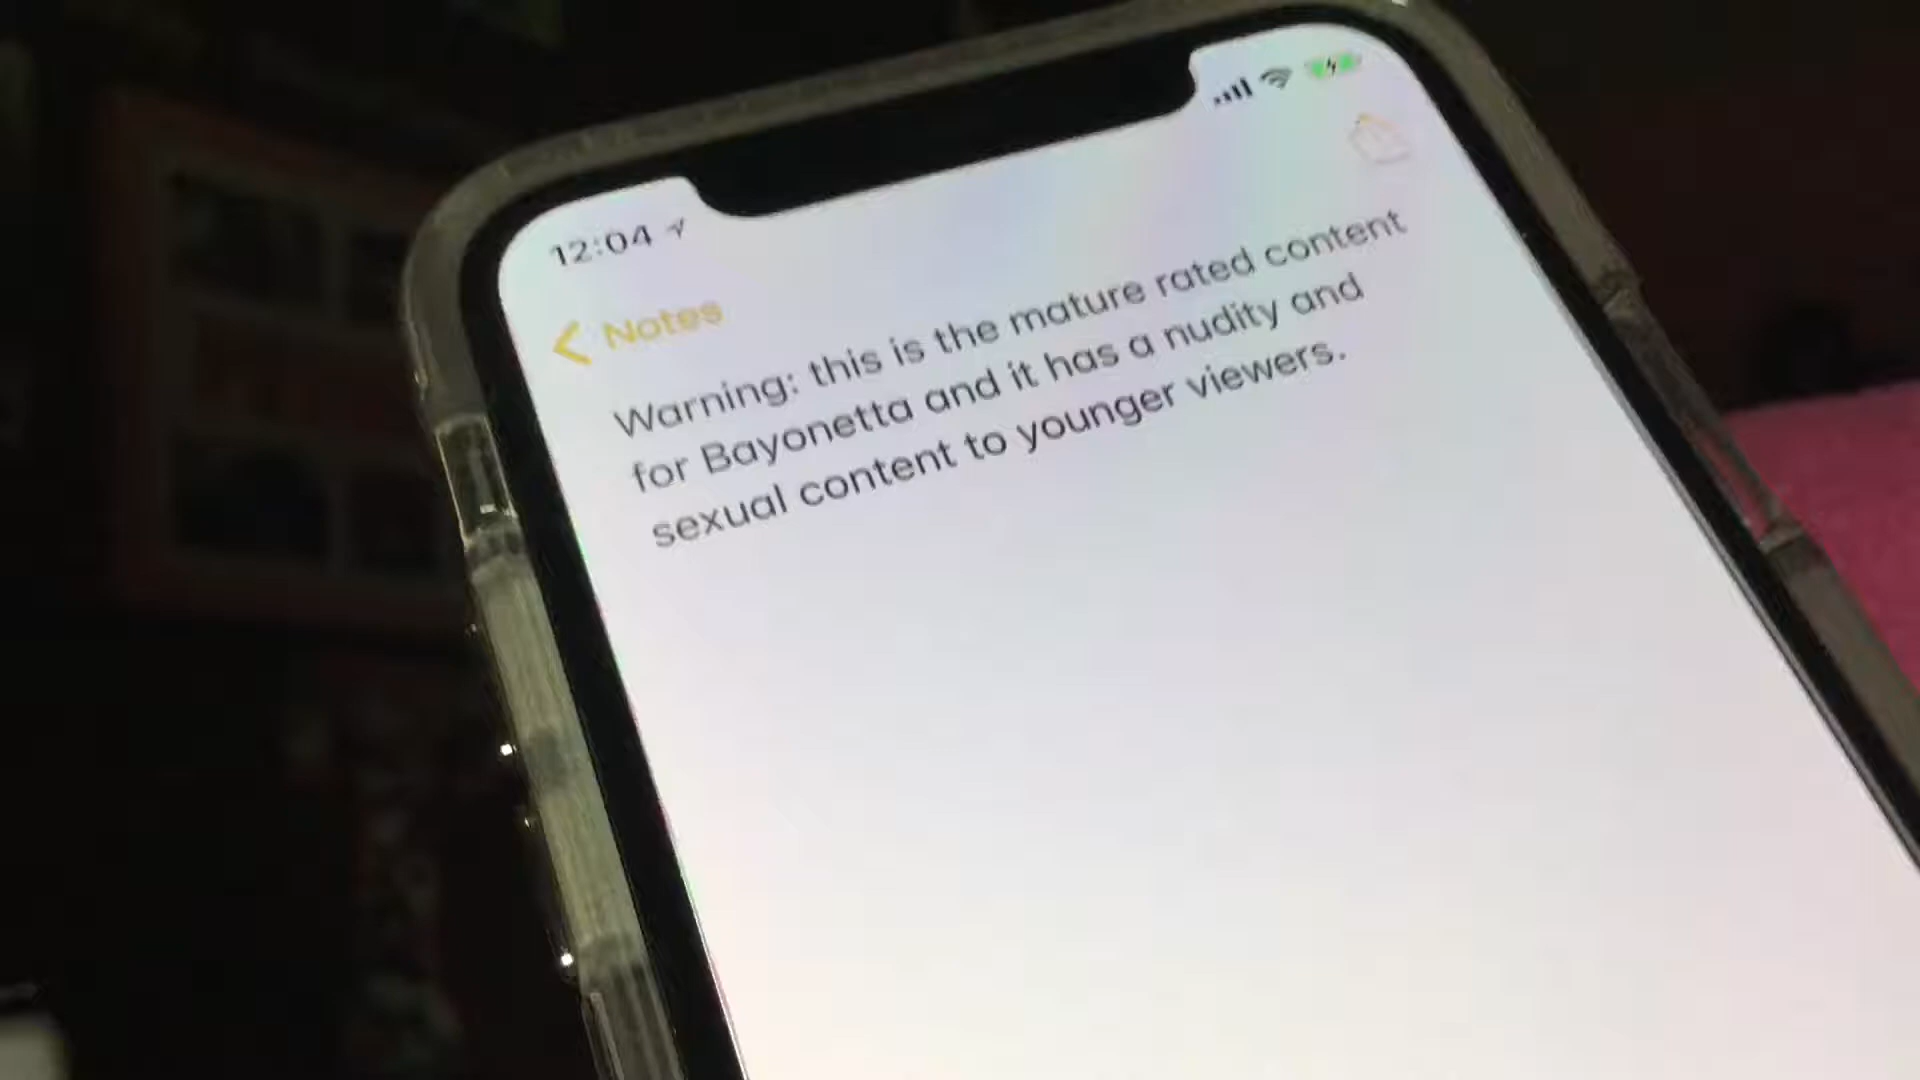 12:04
Notes
Warning: this is the mature rated content
for Bayonetta and it has a nudity and
sexual content to younger viewers.